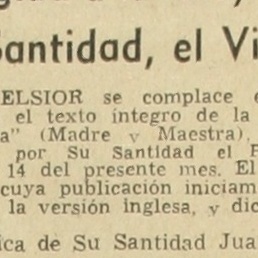 Santidad, el Vi
ELSIOR se complace e
el texto integro de la
a" (Madre y Maestra),
por Su Santidad el P
14 del presente mes. El
cuya publicación iniciam
la versión inglesa, y dic
ica de Su Santidad Jua